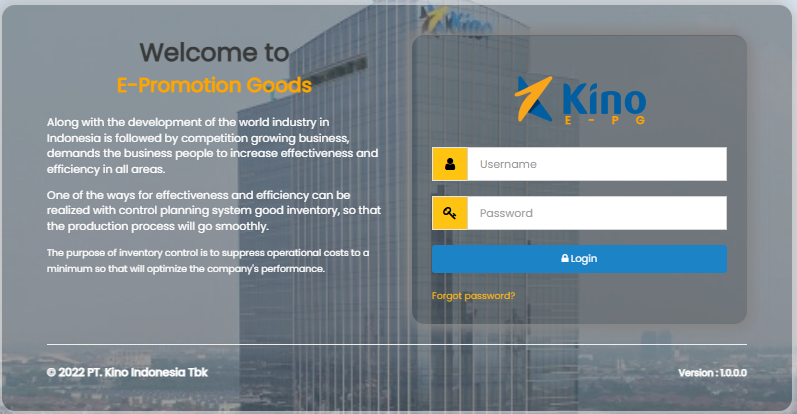 Kino
Welcome to
E-Promotion Goods
Along with the development of the world industry in
Indonesia is followed by competition growing business,
demands the business people to increase effectiveness and
efficiency in all areas.
One of the ways for effectiveness and efficiency can be
realized with control planning system good inventory, so that
the production process will go smoothly.
The purpose of inventory control is to suppress operational costs to a
minimum so that will optimize the company's performance.
Kino
E - P G
Username
Password
Login
Forgot password?
© 2022 PT. Kino Indonesia Tbk
Version : 1.0.0.0